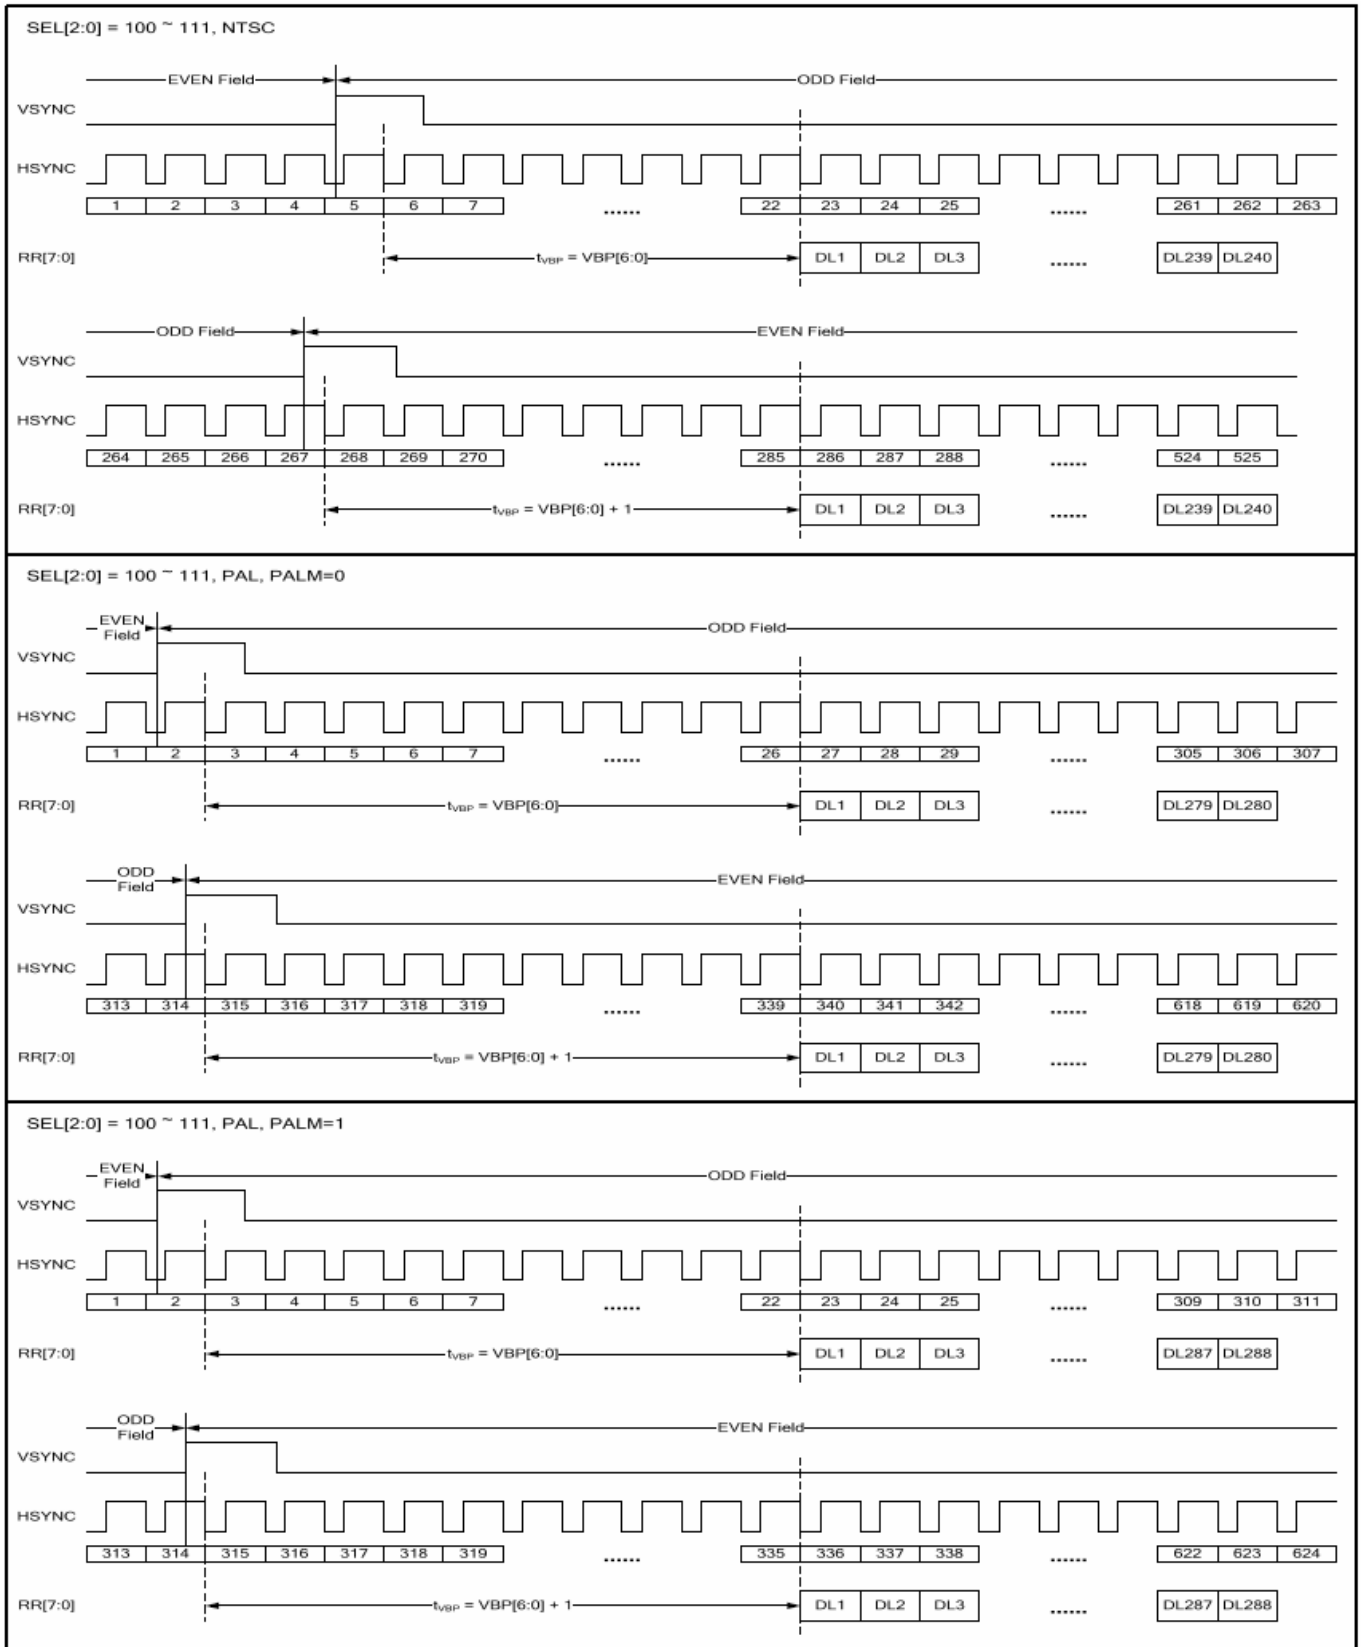 SEL[2:0] = 100 ~ 111, NTSC
EVEN Field ODD Field
VSYNC
HSYNC
1 2 3 4 5 6 7 ...... 22 23 24 25 ...... 261 262 263
RR[7:0] tVBP = VBP[6:0] DL1 DL2 DL3 ...... DL239 DL240
ODD Field EVEN Field
VSYNC
HSYNC
264 265 266 267 268 269 270 ...... 285 286 287 288 ...... 524 525
RR[7:0] tVBP = VBP[6:0] + 1 DL1 DL2 DL3 ...... DL239 DL240
SEL[2:0] = 100 ~ 111, PAL, PALM=0
EVEN Field ODD Field
VSYNC
HSYNC
1 2 3 4 5 6 7 ...... 26 27 28 29 ...... 305 306 307
RR[7:0] tVBP = VBP[6:0] DL1 DL2 DL3 ...... DL279 DL280
ODD Field EVEN Field
VSYNC
HSYNC
313 314 315 316 317 318 319 ...... 339 340 341 342 ...... 618 619 620
RR[7:0] tVBP = VBP[6:0] + 1 DL1 DL2 DL3 ...... DL279 DL280
SEL[2:0] = 100 ~ 111, PAL, PALM=1
EVEN Field ODD Field
VSYNC
HSYNC
1 2 3 4 5 6 7 ...... 22 23 24 25 ...... 309 310 311
RR[7:0] tVBP = VBP[6:0] DL1 DL2 DL3 ...... DL287 DL288
ODD Field EVEN Field
VSYNC
HSYNC
313 314 315 316 317 318 319 ...... 335 336 337 338 ...... 622 623 624
RR[7:0] tVBP = VBP[6:0] + 1 DL1 DL2 DL3 ...... DL287 DL288